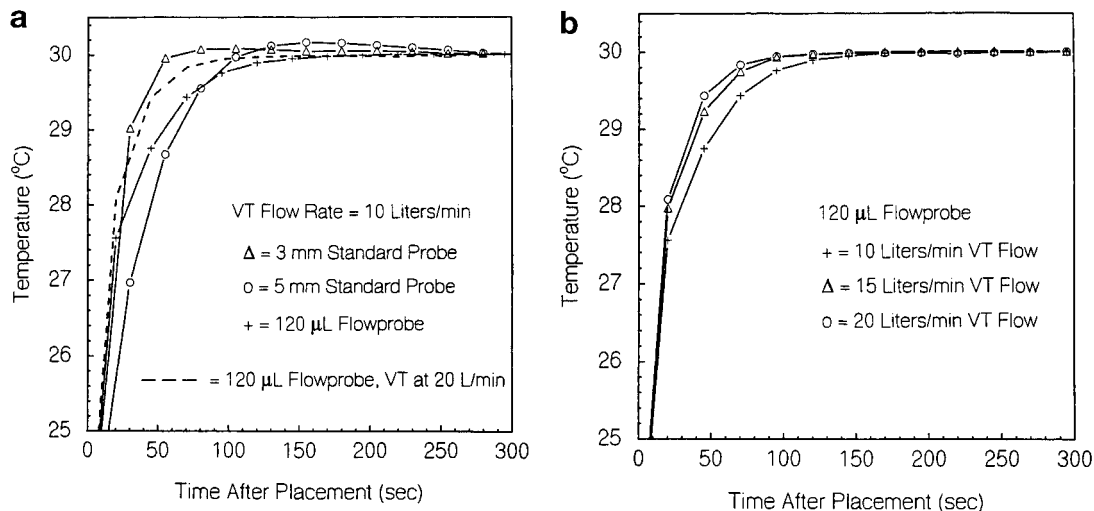 a
Temperature (°C)
30
29
28
27
26
25
VT Flow Rate = 10 Liters/min
Δ = 3 mm Standard Probe
o = 5 mm Standard Probe
+ = 120 µL Flowprobe
= 120 µL Flowprobe, VT at 20 L/min
0 50 100 150 200 250 300
Time After Placement (sec)
b
Temperature (°C)
30
29
28
27
26
25
120 µL Flowprobe
+ = 10 Liters/min VT Flow
Δ = 15 Liters/min VT Flow
o = 20 Liters/min VT Flow
0 50 100 150 200 250 300
Time After Placement (sec)